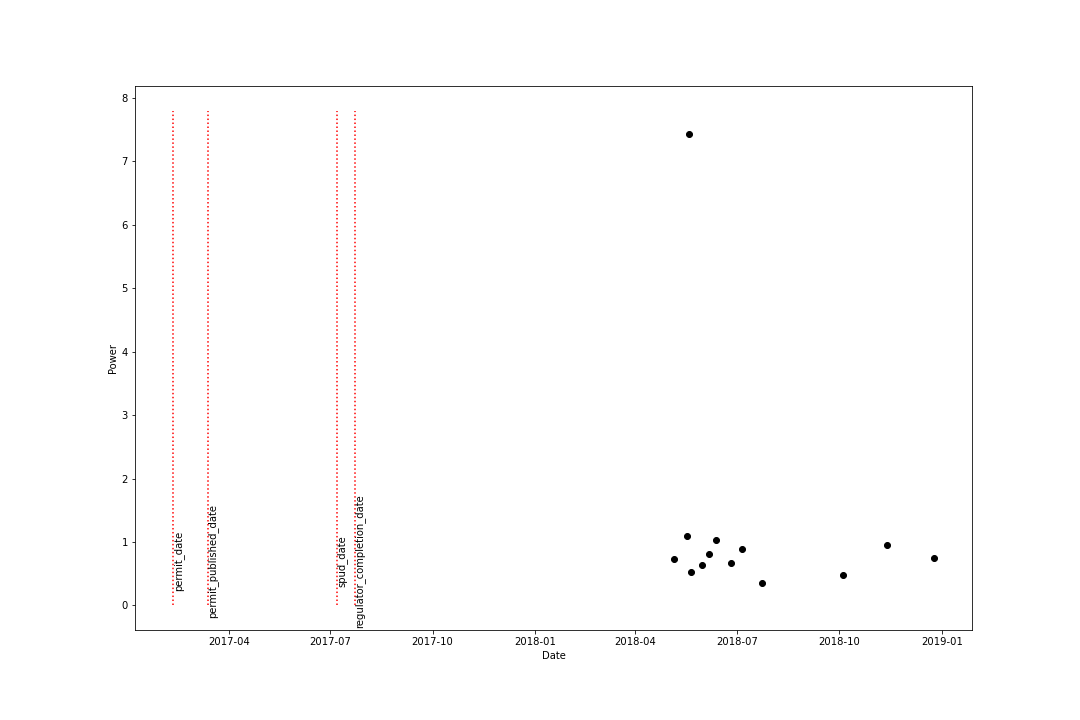 8
7
6
5
4
3
2
1
0
Power
permit_date
permit_published_date
spud_date
regulator_completion_date
2017-04
2017-07
2017-10
2018-01
2018-04
2018-07
2018-10
2019-01
Date